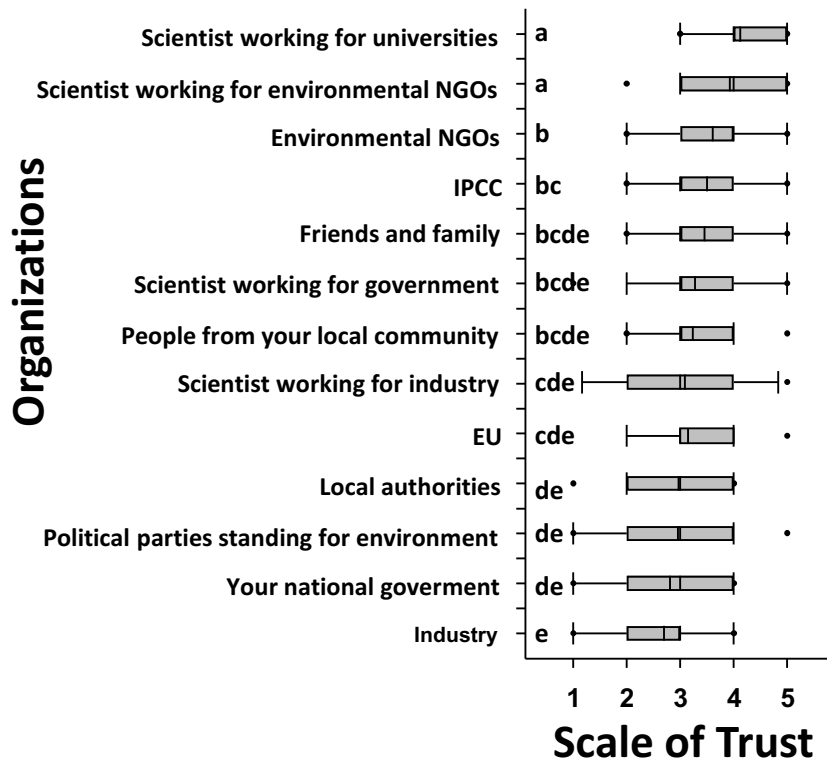 Organizations
Scientist working for universities a
Scientist working for environmental NGOs a
Environmental NGOs b
IPCC bc
Friends and family bcde
Scientist working for government bcde
People from your local community bcde
Scientist working for industry cde
EU cde
Local authorities de
Political parties standing for environment de
Your national goverment de
Industry e
1 2 3 4 5
Scale of Trust